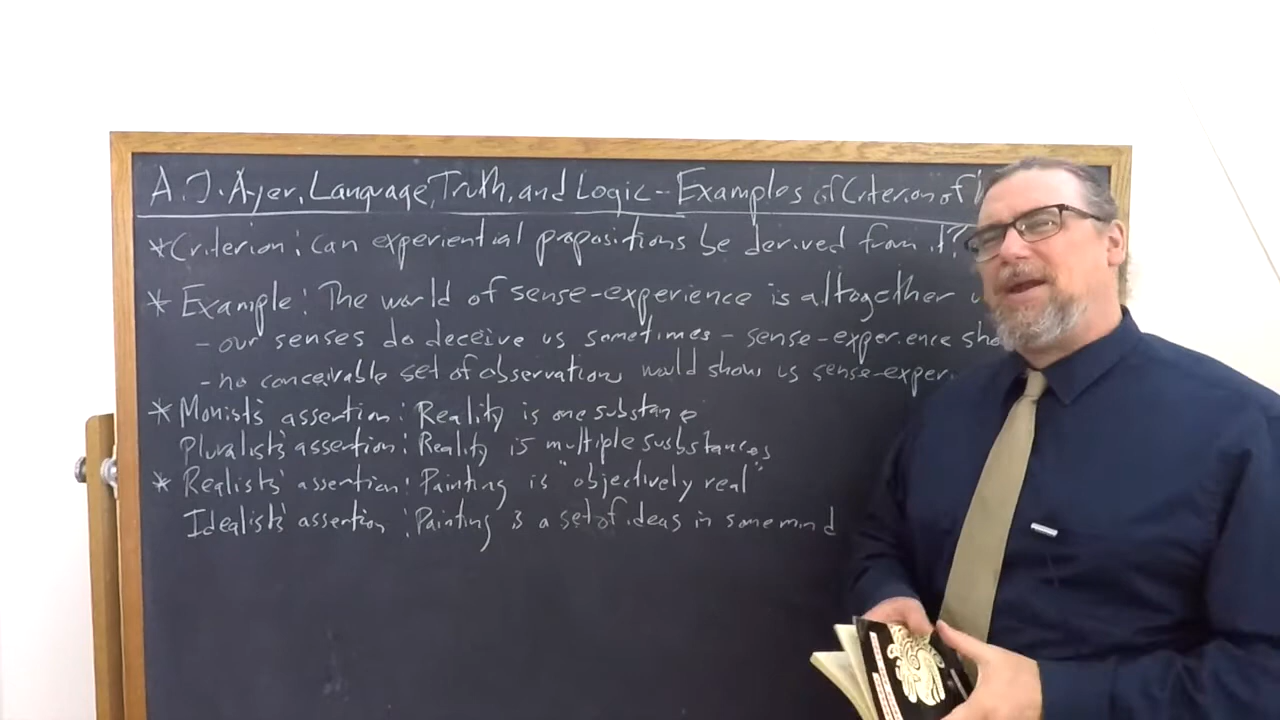 A. J. Ayer, Language, Truth, and Logic - Examples of Criterion of
*Criterion: can experiential propositions be derived from it?
* Example: The world of sense-experience is altogether
- our senses do deceive us sometimes - sense-experience sho
- no conceivable set of observations would show us sense-exper
* Monists' assertion: Reality is one substance
Pluralists' assertion: Reality is multiple susbstances
* Realists' assertion: Painting is "objectively real"
Idealists' assertion: Painting is a set of ideas in some mind